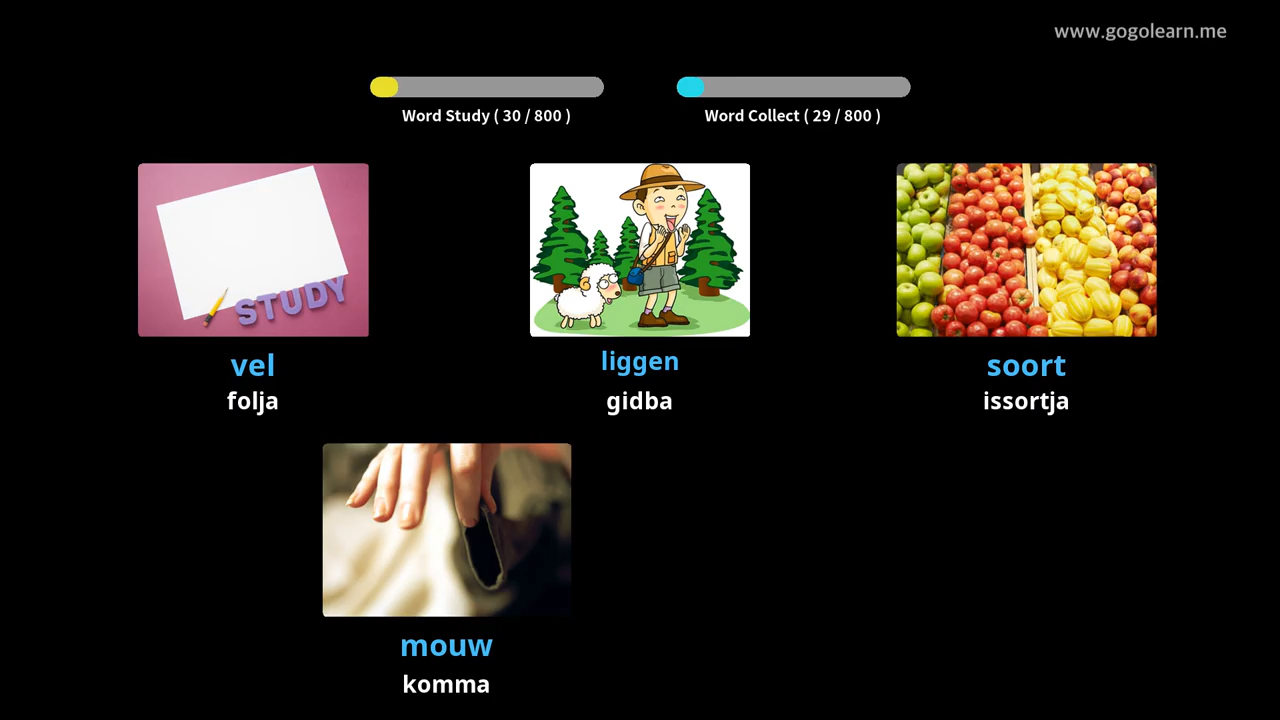 www.gogolearn.me
Word Study ( 30 / 800 )
Word Collect ( 29 / 800 )
STUDY
vel
folja
liggen
gidba
soort
issortja
mouw
komma